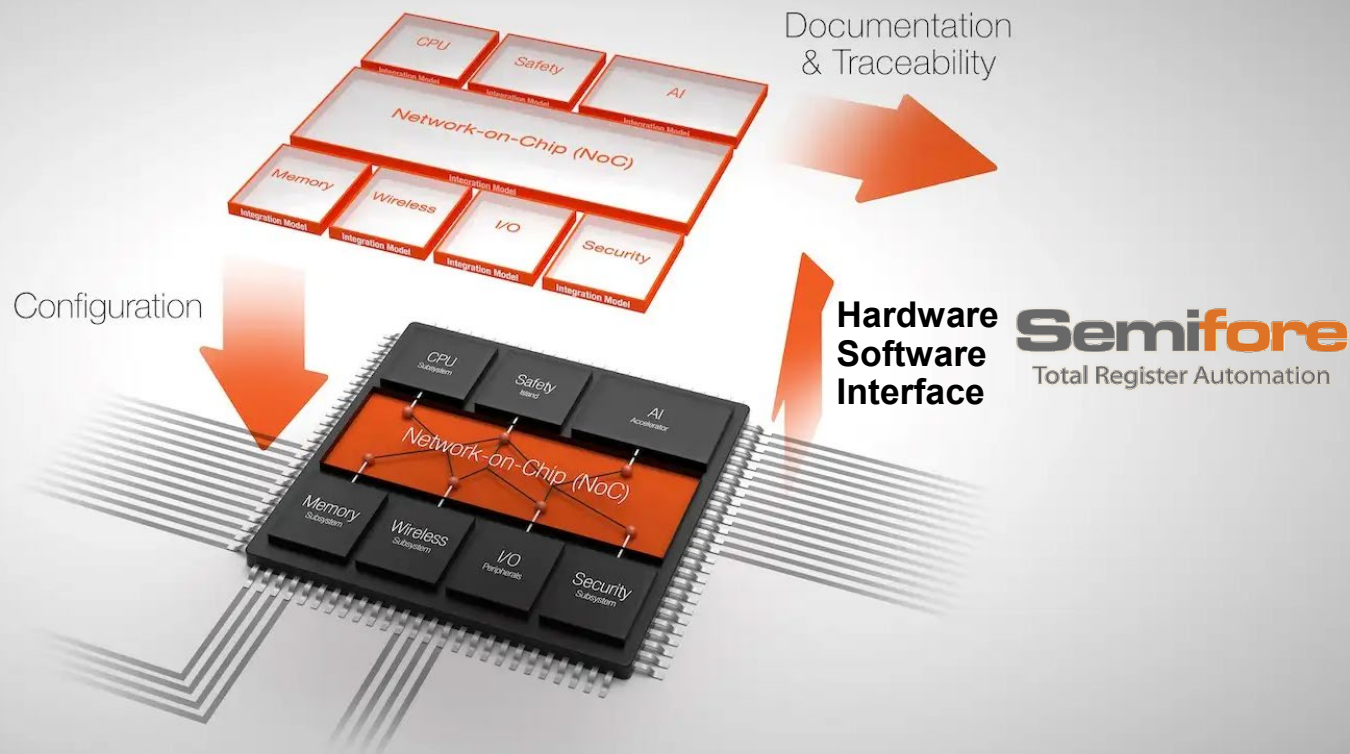 Documentation
& Traceability
CPU
Integration Model
Safety
Integration Model
AI
Integration Model
Network-on-Chip (NoC)
Integration Model
Memory
Integration Model
Wireless
Integration Model
I/O
Integration Model
Security
Integration Model
Configuration
Hardware
Software
Interface
Semifore
Total Register Automation
CPU
Subsystem
Safety
Island
AI
Accelerator
Network-on-Chip (NoC)
Memory
Subsystem
Wireless
Subsystem
I/O
Peripherals
Security
Subsystem